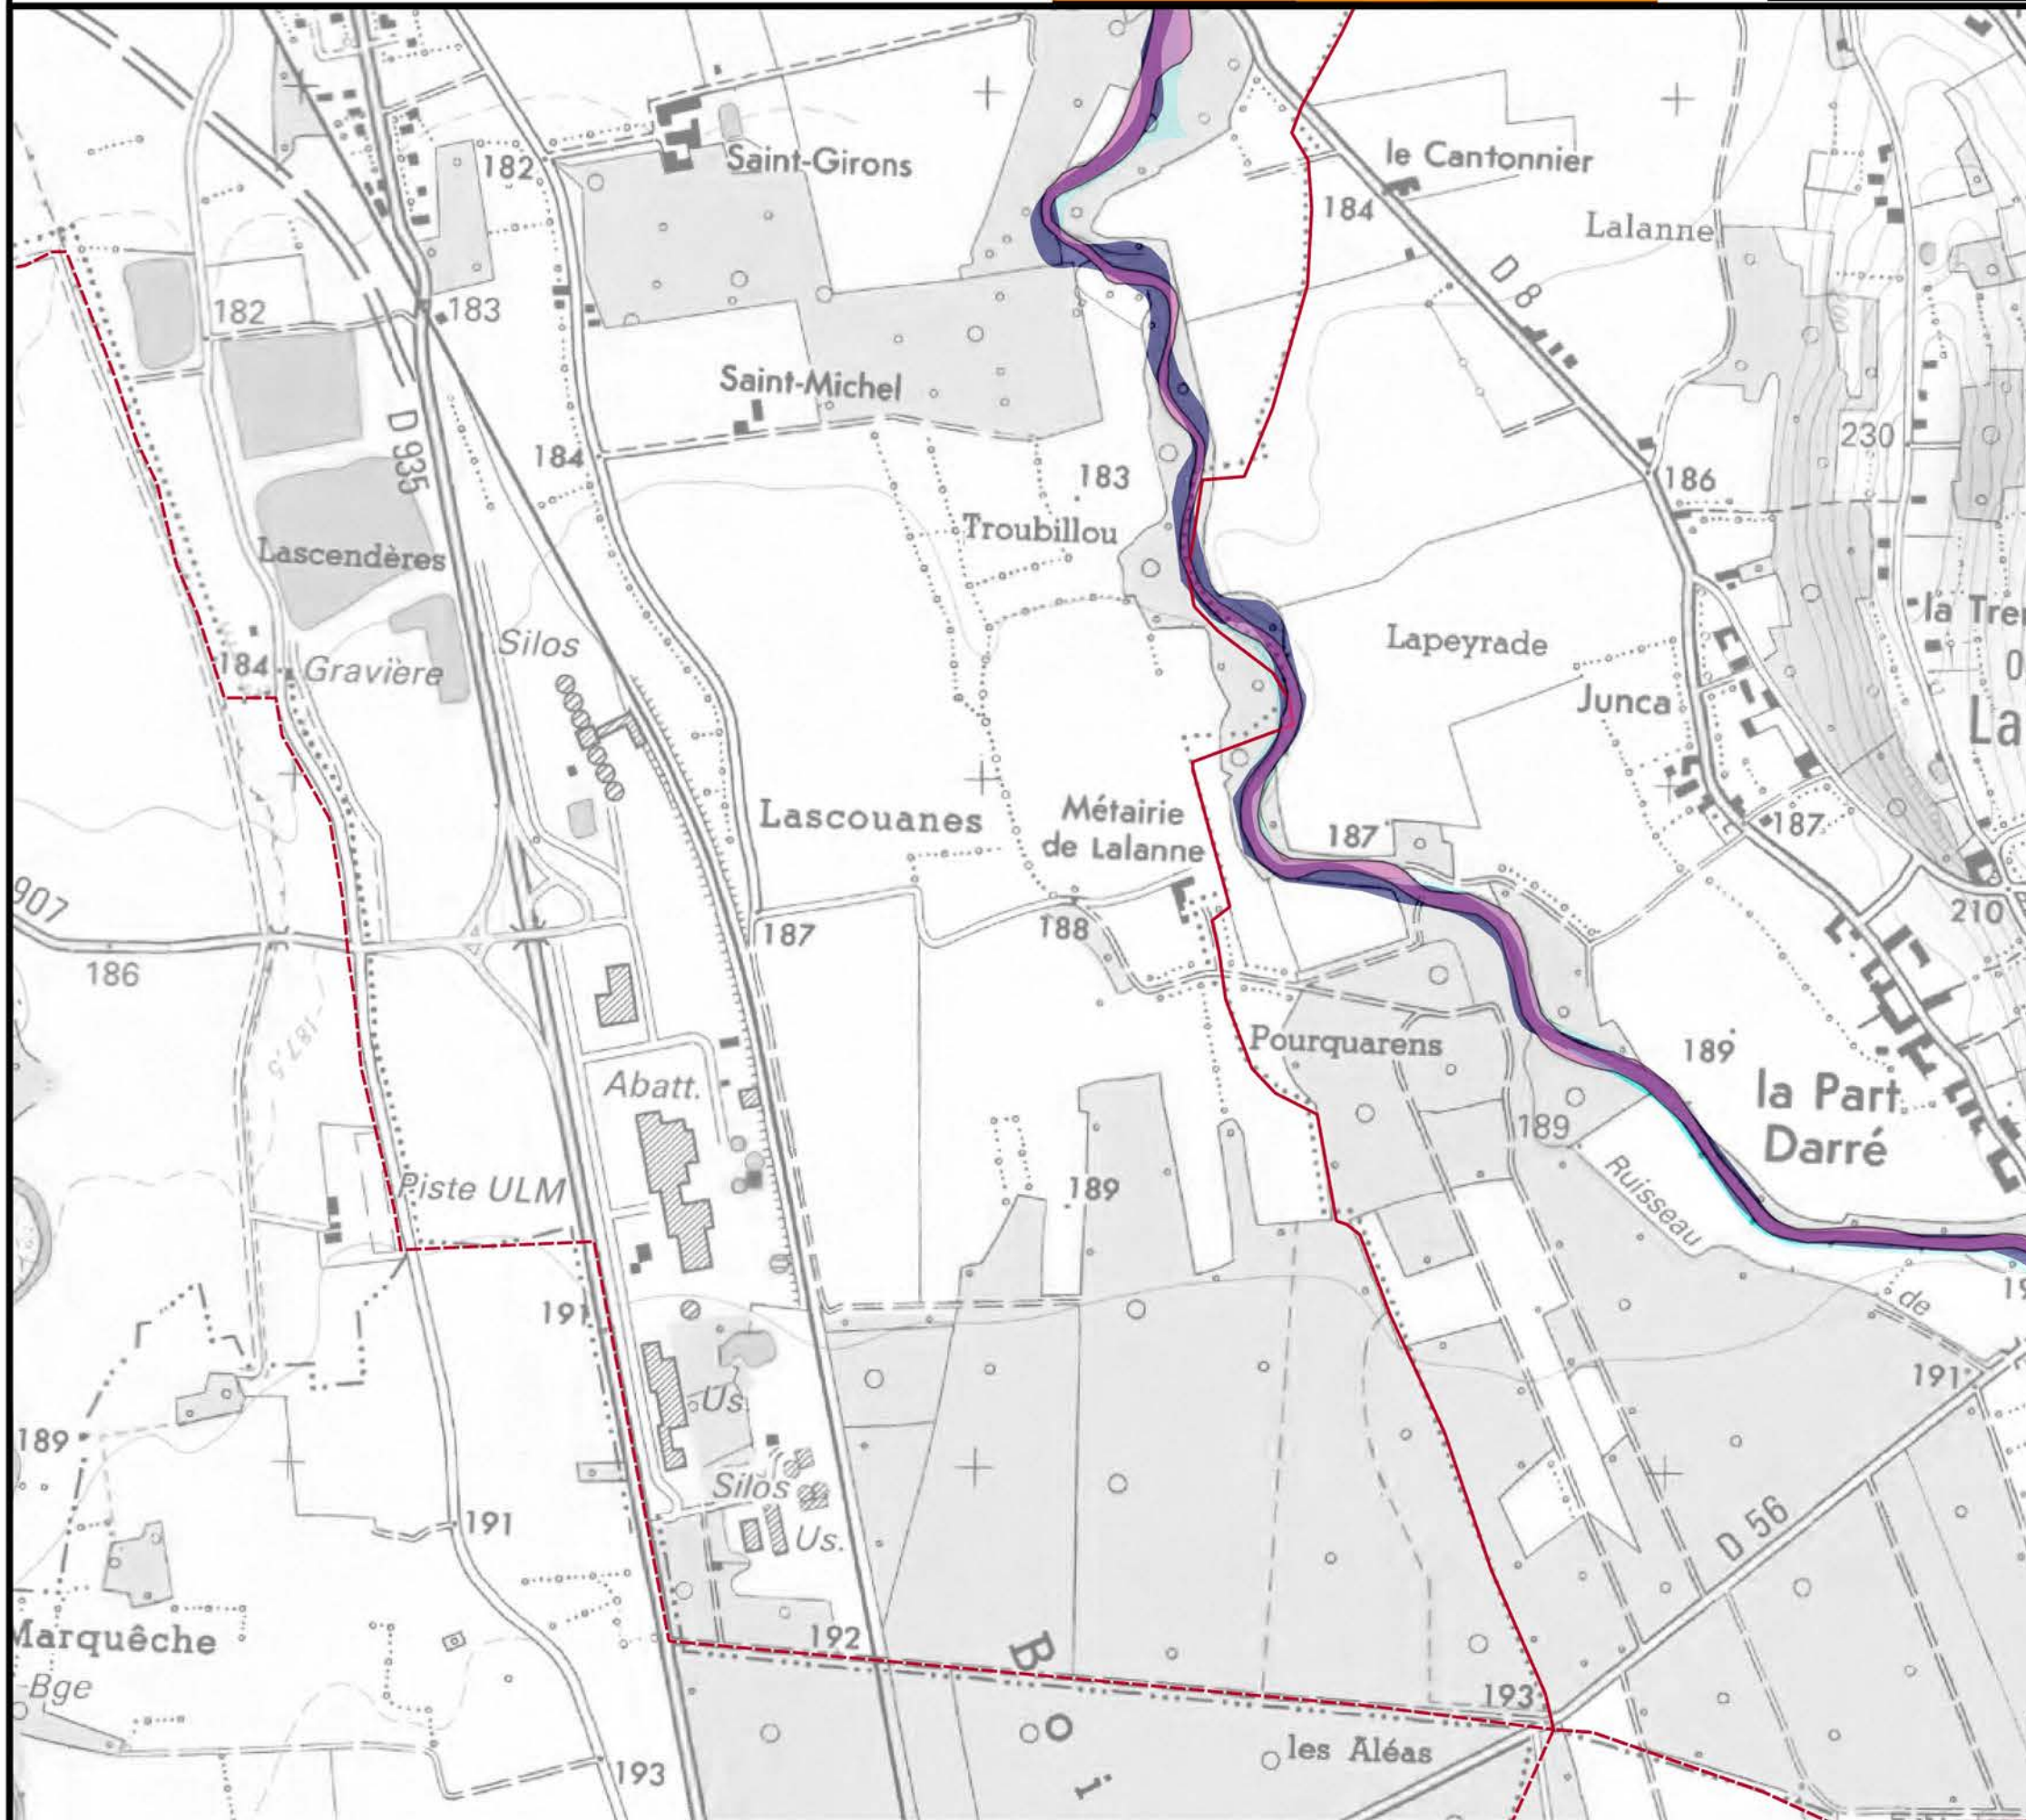 182
Saint-Girons
le Cantonnier
184
Lalanne
182
183
D 8
Saint-Michel
D 935
184
183
230
186
Troubillou
Lascendères
Silos
Lapeyrade
184
Gravière
Junca
La
Lascouanes
Métairie
de Lalanne
187
187
907
187
188
210
186
187,5
Pourquarens
189
Abatt.
la Part
Darré
189
Piste ULM
189
Ruisseau
de
191
191
Us.
189
Silos
Us.
191
D 56
Marquêche
192
B
o
i
Bge
193
les Aléas
193